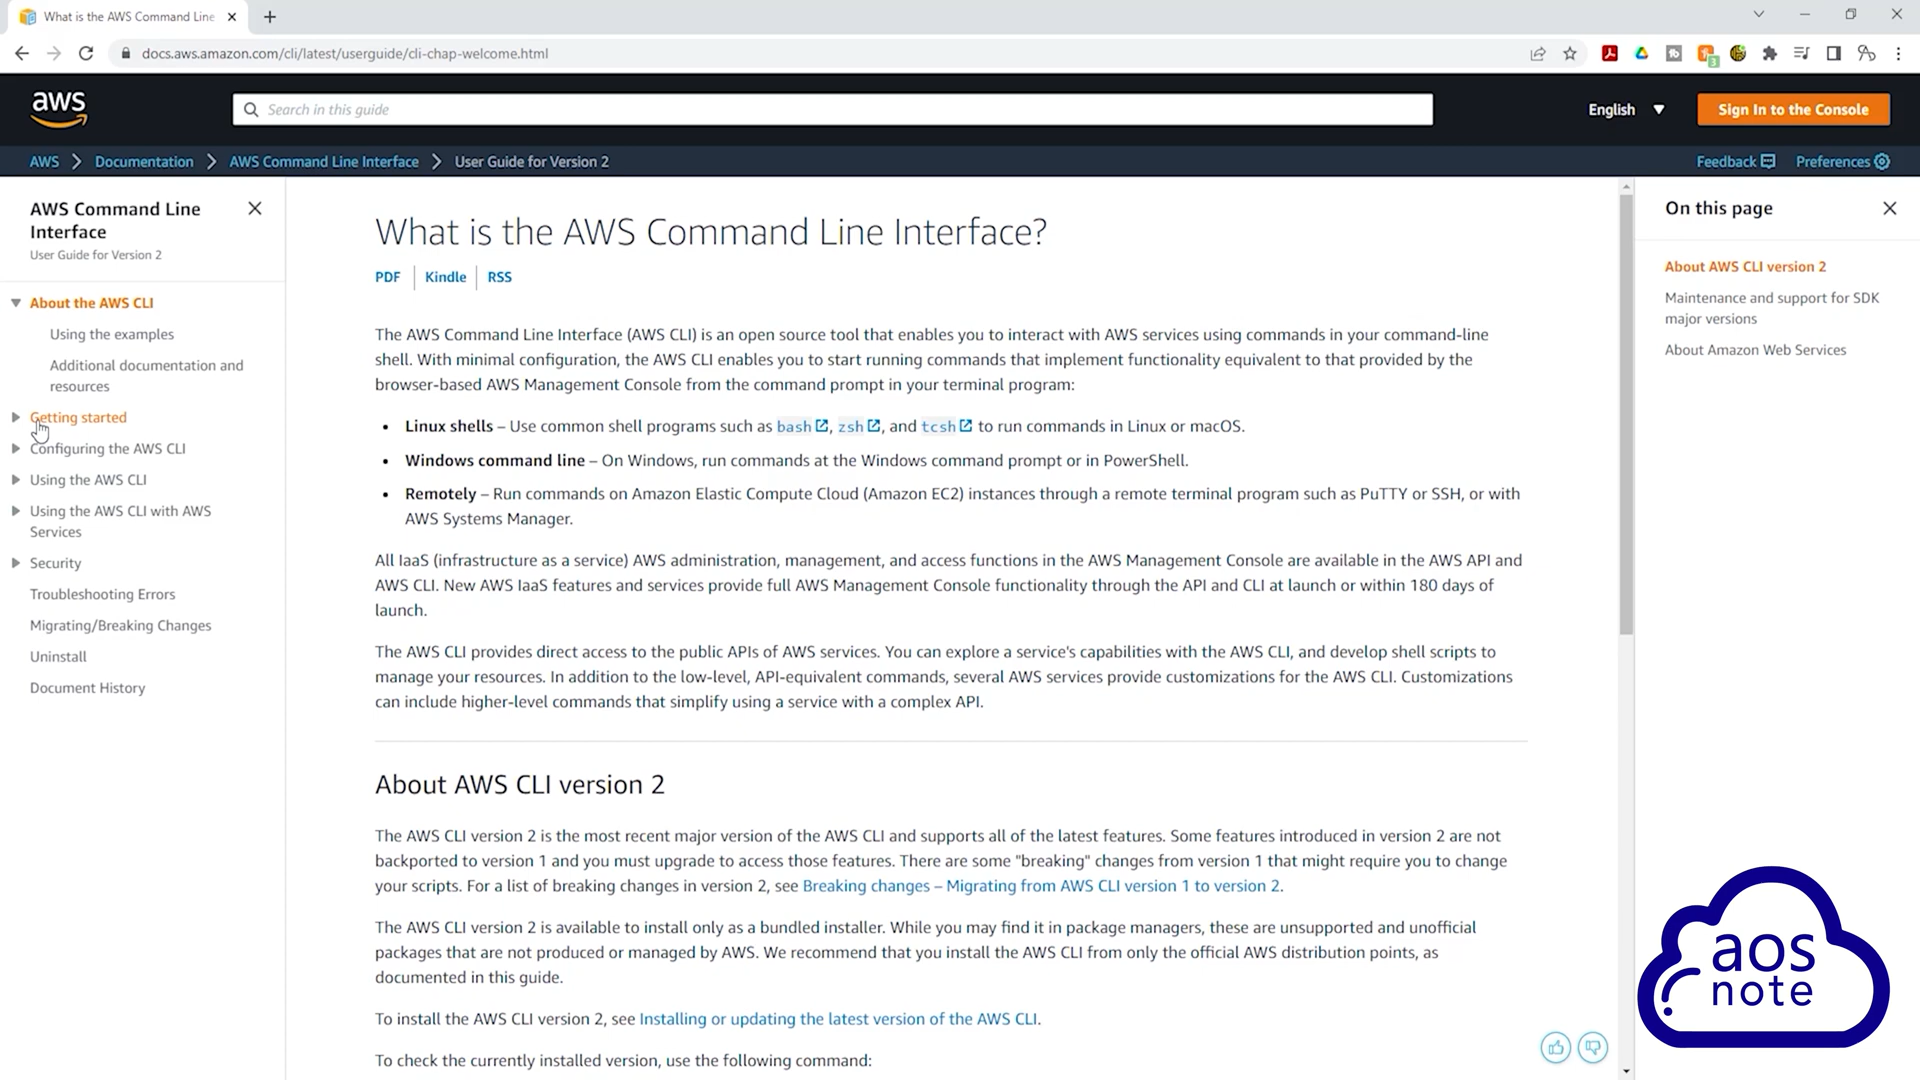 What is the AWS Command Line
docs.aws.amazon.com/cli/latest/userguide/cli-chap-welcome.html
3
aws
Search in this guide
English
Sign In to the Console
AWS
Documentation
AWS Command Line Interface
User Guide for Version 2
Feedback
Preferences
AWS Command Line
Interface
User Guide for Version 2
About the AWS CLI
Using the examples
Additional documentation and
resources
Getting started
Configuring the AWS CLI
Using the AWS CLI
Using the AWS CLI with AWS
Services
Security
Troubleshooting Errors
Migrating/Breaking Changes
Uninstall
Document History
What is the AWS Command Line Interface?
PDF
Kindle
RSS
The AWS Command Line Interface (AWS CLI) is an open source tool that enables you to interact with AWS services using commands in your command-line
shell. With minimal configuration, the AWS CLI enables you to start running commands that implement functionality equivalent to that provided by the
browser-based AWS Management Console from the command prompt in your terminal program:
• Linux shells – Use common shell programs such as bash, zsh, and tcsh to run commands in Linux or macOS.
• Windows command line – On Windows, run commands at the Windows command prompt or in PowerShell.
• Remotely – Run commands on Amazon Elastic Compute Cloud (Amazon EC2) instances through a remote terminal program such as PuTTY or SSH, or with
AWS Systems Manager.
All IaaS (infrastructure as a service) AWS administration, management, and access functions in the AWS Management Console are available in the AWS API and
AWS CLI. New AWS IaaS features and services provide full AWS Management Console functionality through the API and CLI at launch or within 180 days of
launch.
The AWS CLI provides direct access to the public APIs of AWS services. You can explore a service's capabilities with the AWS CLI, and develop shell scripts to
manage your resources. In addition to the low-level, API-equivalent commands, several AWS services provide customizations for the AWS CLI. Customizations
can include higher-level commands that simplify using a service with a complex API.
About AWS CLI version 2
The AWS CLI version 2 is the most recent major version of the AWS CLI and supports all of the latest features. Some features introduced in version 2 are not
backported to version 1 and you must upgrade to access those features. There are some "breaking" changes from version 1 that might require you to change
your scripts. For a list of breaking changes in version 2, see Breaking changes – Migrating from AWS CLI version 1 to version 2.
The AWS CLI version 2 is available to install only as a bundled installer. While you may find it in package managers, these are unsupported and unofficial
packages that are not produced or managed by AWS. We recommend that you install the AWS CLI from only the official AWS distribution points, as
documented in this guide.
To install the AWS CLI version 2, see Installing or updating the latest version of the AWS CLI.
To check the currently installed version, use the following command:
On this page
About AWS CLI version 2
Maintenance and support for SDK
major versions
About Amazon Web Services
aos
note